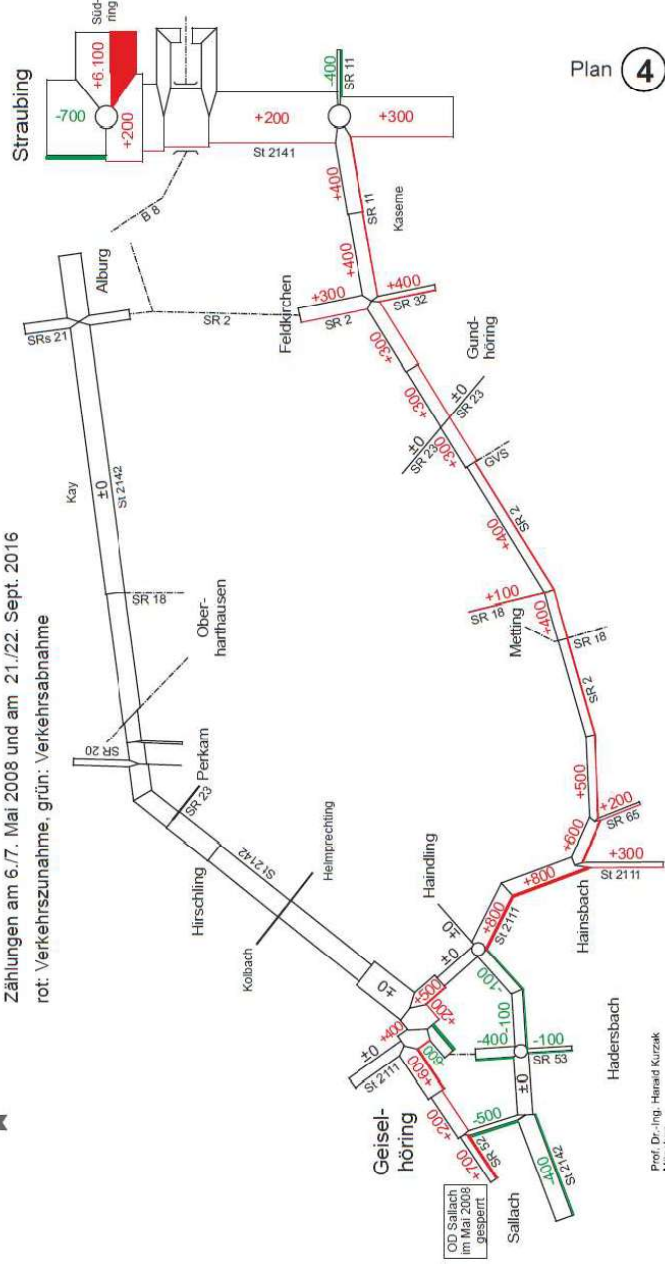 Zählungen am 6./7. Mai 2008 und am 21./22. Sept. 2016
rot: Verkehrszunahme, grün: Verkehrsabnahme
Straubing
Süd-
ring
-700
+6.100
+200
B 8
+200
St 2141
-400
SR 11
+300
Plan 4
Alburg
SRs 21
SR 2
Kay
±0
St 2142
SR 18
Ober-
harthausen
SR 20
Perkam
SR 23
Hirschling
St 2142
Helmprechting
Kolbach
±0
Feldkirchen
+300
SR 2
+400
+400
SR 11
Kaserne
+400
SR 32
+300
+300
+300
±0
SR 23
±0
SR 23
Gund-
höring
GVS
+400
SR 2
+100
SR 18
+400
Metting
SR 18
SR 2
+500
+600
+200
SR 65
+300
St 2111
+800
Hainsbach
+800
St 2111
Haindling
±0
±0
+500
+200
+400
±0
St 2111
-600
+600
+200
+700
SR 52
Geisel-
höring
OD Sallach
im Mai 2008
gesperrt
Sallach
-500
-400
St 2142
±0
-400
-100
SR 53
-100
-100
Hadersbach
Prof. Dr.-Ing. Harald Kurzak